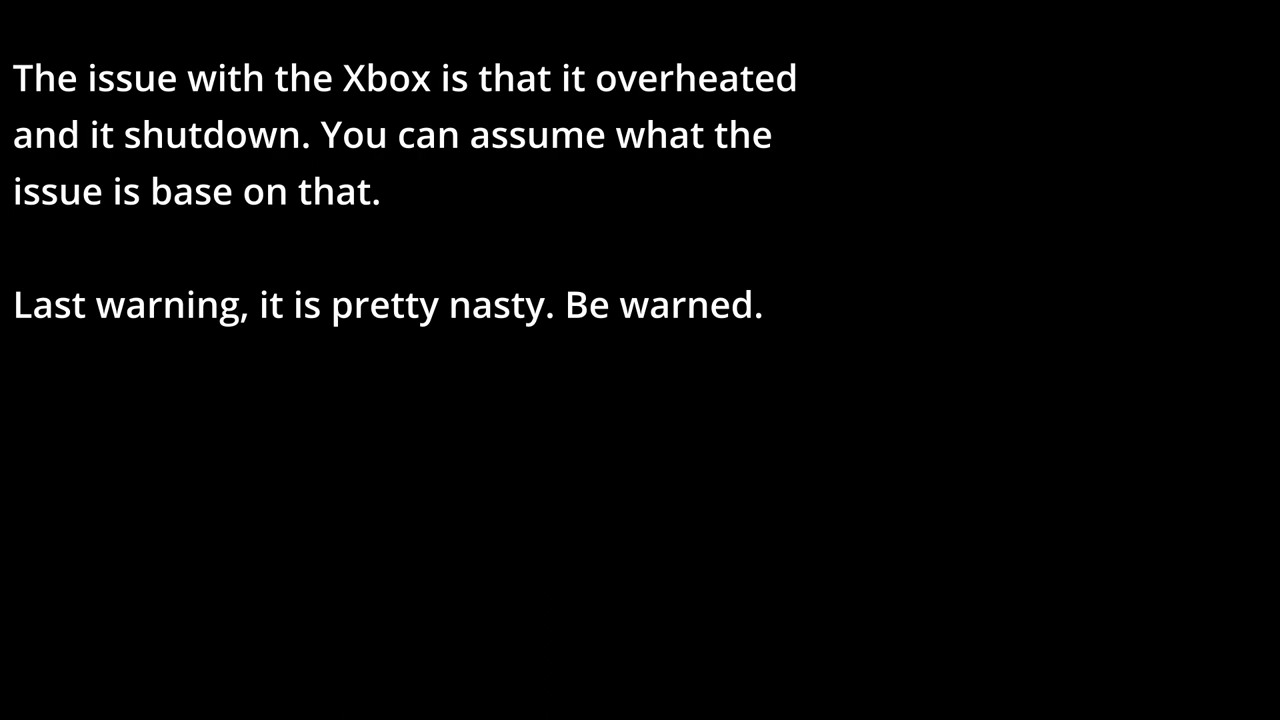 The issue with the Xbox is that it overheated
and it shutdown. You can assume what the
issue is base on that.
Last warning, it is pretty nasty. Be warned.